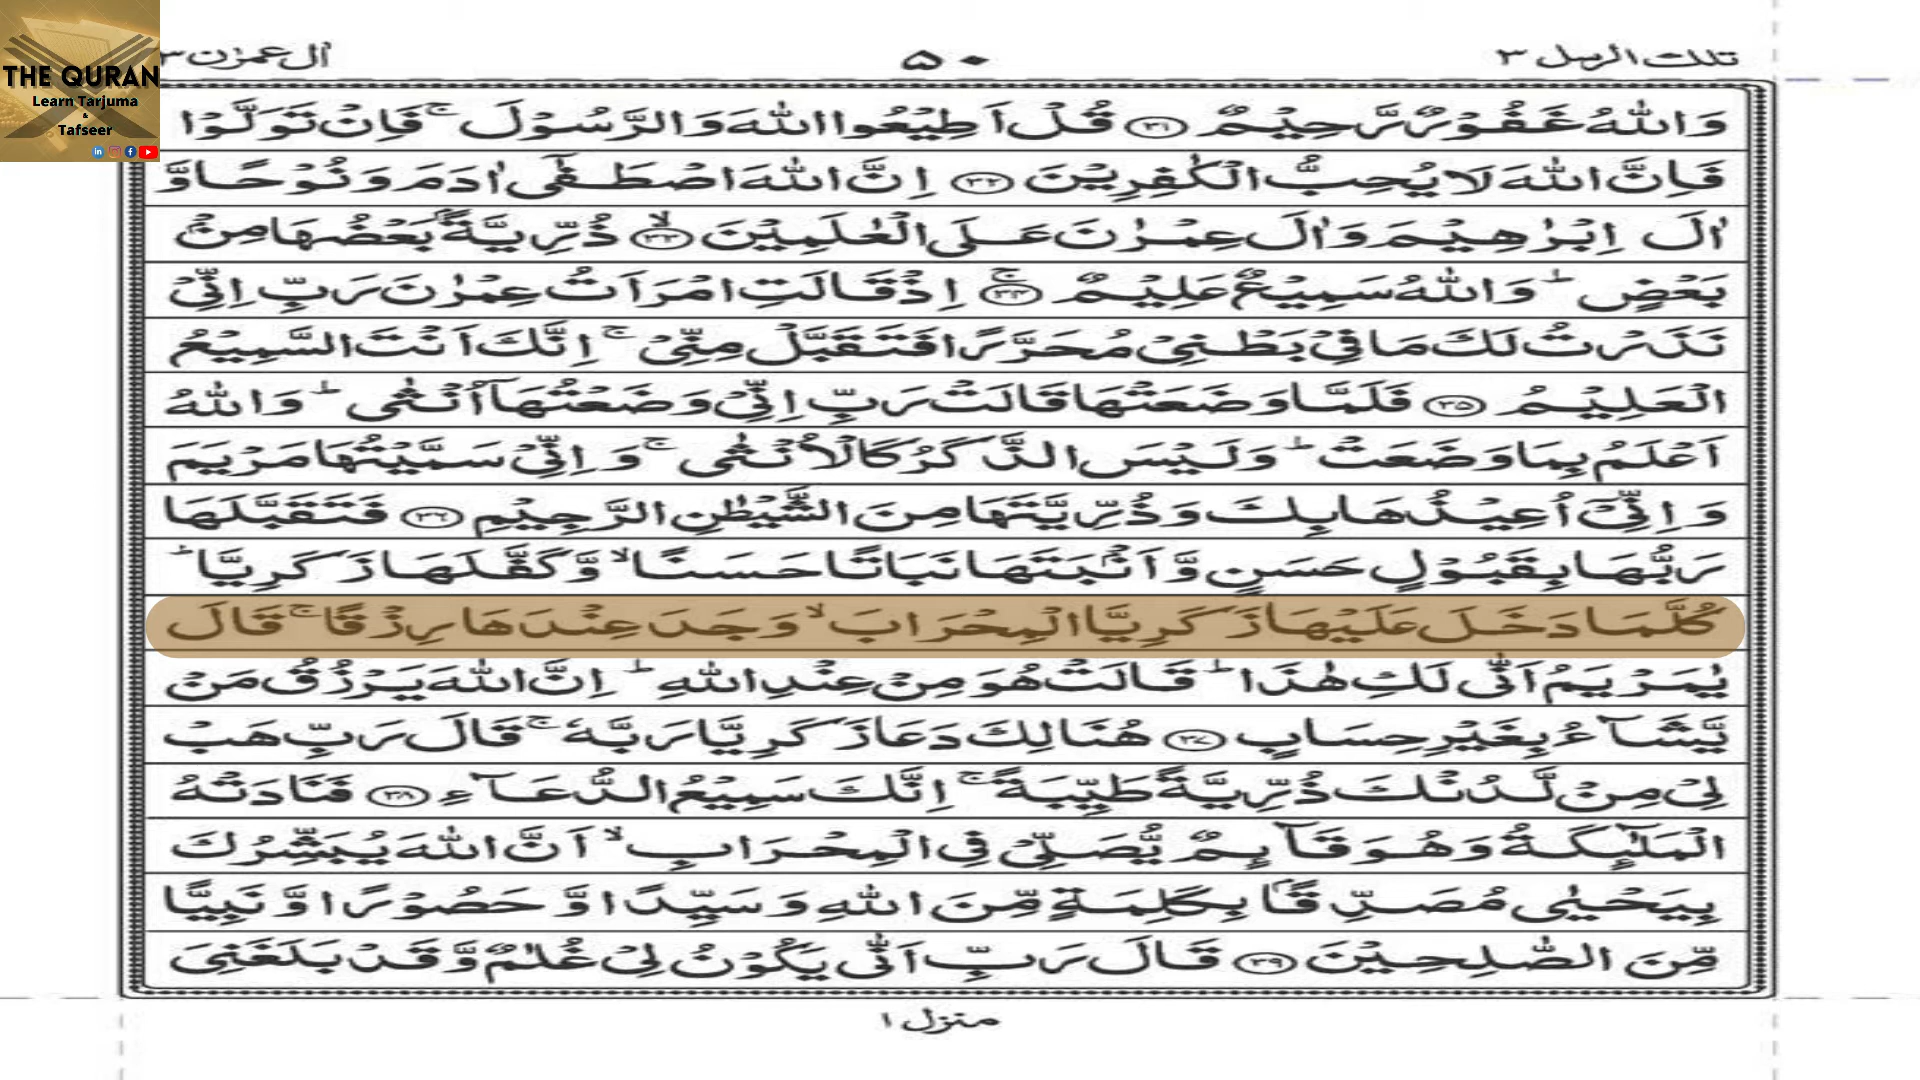 THE QURAN
Learn Tarjuma
&
Tafseer
تلك الرسل ٣
٥٠
اٰل عمرٰن ٣
وَاللّٰهُ غَفُوْرٌ رَّحِيْمٌ ﴿٣١﴾ قُلْ اَطِيْعُوا اللّٰهَ وَالرَّسُوْلَ ۚ فَاِنْ تَوَلَّوْا
فَاِنَّ اللّٰهَ لَا يُحِبُّ الْكٰفِرِيْنَ ﴿٣٢﴾ اِنَّ اللّٰهَ اصْطَفٰٓى اٰدَمَ وَنُوْحًا وَّ
اٰلَ اِبْرٰهِيْمَ وَاٰلَ عِمْرٰنَ عَلَى الْعٰلَمِيْنَ ﴿٣٣﴾ ۙ ذُرِّيَّةًۢ بَعْضُهَا مِنْۢ
بَعْضٍ ؕ وَاللّٰهُ سَمِيْعٌ عَلِيْمٌ ﴿٣٤﴾ ۚ اِذْ قَالَتِ امْرَاَتُ عِمْرٰنَ رَبِّ اِنِّيْ
نَذَرْتُ لَكَ مَا فِيْ بَطْنِيْ مُحَرَّرًا فَتَقَبَّلْ مِنِّيْ ۚ اِنَّكَ اَنْتَ السَّمِيْعُ
الْعَلِيْمُ ﴿٣٥﴾ فَلَمَّا وَضَعَتْهَا قَالَتْ رَبِّ اِنِّيْ وَضَعْتُهَآ اُنْثٰى ؕ وَاللّٰهُ
اَعْلَمُ بِمَا وَضَعَتْ ؕ وَلَيْسَ الذَّكَرُ كَالْاُنْثٰى ۚ وَاِنِّيْ سَمَّيْتُهَا مَرْيَمَ
وَاِنِّيْٓ اُعِيْذُهَا بِكَ وَذُرِّيَّتَهَا مِنَ الشَّيْطٰنِ الرَّجِيْمِ ﴿٣٦﴾ فَتَقَبَّلَهَا
رَبُّهَا بِقَبُوْلٍ حَسَنٍ وَّاَنْۢبَتَهَا نَبَاتًا حَسَنًا ۙ وَّكَفَّلَهَا زَكَرِيَّا ؕ
كُلَّمَا دَخَلَ عَلَيْهَا زَكَرِيَّا الْمِحْرَابَ ۙ وَجَدَ عِنْدَهَا رِزْقًا ۚ قَالَ
يٰمَرْيَمُ اَنّٰى لَكِ هٰذَا ؕ قَالَتْ هُوَ مِنْ عِنْدِ اللّٰهِ ؕ اِنَّ اللّٰهَ يَرْزُقُ مَنْ
يَّشَآءُ بِغَيْرِ حِسَابٍ ﴿٣٧﴾ هُنَالِكَ دَعَا زَكَرِيَّا رَبَّهٗ ۚ قَالَ رَبِّ هَبْ
لِيْ مِنْ لَّدُنْكَ ذُرِّيَّةً طَيِّبَةً ۚ اِنَّكَ سَمِيْعُ الدُّعَآءِ ﴿٣٨﴾ فَنَادَتْهُ
الْمَلٰٓئِكَةُ وَهُوَ قَآئِمٌ يُّصَلِّيْ فِي الْمِحْرَابِ ۙ اَنَّ اللّٰهَ يُبَشِّرُكَ
بِيَحْيٰى مُصَدِّقًۢا بِكَلِمَةٍ مِّنَ اللّٰهِ وَسَيِّدًا وَّحَصُوْرًا وَّنَبِيًّا
مِّنَ الصّٰلِحِيْنَ ﴿٣٩﴾ قَالَ رَبِّ اَنّٰى يَكُوْنُ لِيْ غُلٰمٌ وَّقَدْ بَلَغَنِيَ
منزل ١